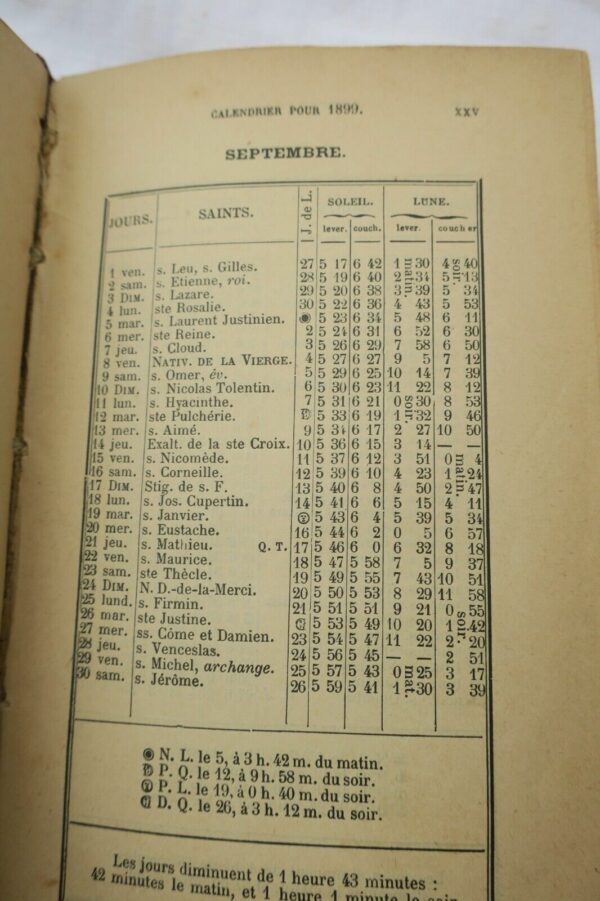 CALENDRIER POUR 1899. XXV
SEPTEMBRE.
JOURS. SAINTS. J. de L. SOLEIL. LUNE.
lever. couch. lever. coucher
1 ven. s. Leu, s. Gilles. 27 5 17 6 42 1 30 4 40
2 sam. s. Etienne, roi. 28 5 19 6 40 2 34 5 13
3 DIM. s. Lazare. 29 5 20 6 38 3 39 5 34
4 lun. ste Rosalie. 30 5 22 6 36 4 43 5 53
5 mar. s. Laurent Justinien. ◉ 5 23 6 34 5 48 6 11
6 mer. ste Reine. 2 5 24 6 31 6 52 6 30
7 jeu. s. Cloud. 3 5 26 6 29 7 58 6 50
8 ven. NATIV. DE LA VIERGE. 4 5 27 6 27 9 5 7 12
9 sam. s. Omer, év. 5 5 29 6 25 10 14 7 39
10 DIM. s. Nicolas Tolentin. 6 5 30 6 23 11 22 8 12
11 lun. s. Hyacinthe. 7 5 31 6 21 0 30 8 53
12 mar. ste Pulchérie. 5 33 6 19 1 32 9 46
13 mer. s. Aimé. 9 5 34 6 17 2 27 10 50
14 jeu. Exalt. de la ste Croix. 10 5 36 6 15 3 14 — —
15 ven. s. Nicomède. 11 5 37 6 12 3 51 0 4
16 sam. s. Corneille. 12 5 39 6 10 4 23 1 24
17 DIM. Stig. de s. F. 13 5 40 6 8 4 50 2 47
18 lun. s. Jos. Cupertin. 14 5 41 6 6 5 15 4 11
19 mar. s. Janvier. 5 43 6 4 5 39 5 34
20 mer. s. Eustache. 16 5 44 6 2 0 5 6 57
21 jeu. s. Mathieu. Q. T. 17 5 46 6 0 6 32 8 18
22 ven. s. Maurice. 18 5 47 5 58 7 5 9 37
23 sam. ste Thècle. 19 5 49 5 55 7 43 10 51
24 DIM. N. D.-de-la-Merci. 20 5 50 5 53 8 29 11 58
25 lund. s. Firmin. 21 5 51 5 51 9 21 0 55
26 mar. ste Justine. 5 53 5 49 10 20 1 42
27 mer. ss. Côme et Damien. 23 5 54 5 47 11 22 2 20
28 jeu. s. Venceslas. 24 5 56 5 45 — — 2 51
29 ven. s. Michel, archange. 25 5 57 5 43 0 25 3 17
30 sam. s. Jérôme. 26 5 59 5 41 1 30 3 39
matin.
soir.
mat.
soir.
matin.
soir.
◉ N. L. le 5, à 3 h. 42 m. du matin.
P. Q. le 12, à 9 h. 58 m. du soir.
P. L. le 19, à 0 h. 40 m. du soir.
D. Q. le 26, à 3 h. 12 m. du soir.
Les jours diminuent de 1 heure 43 minutes :
42 minutes le matin, et 1 heure 1 minute le soir